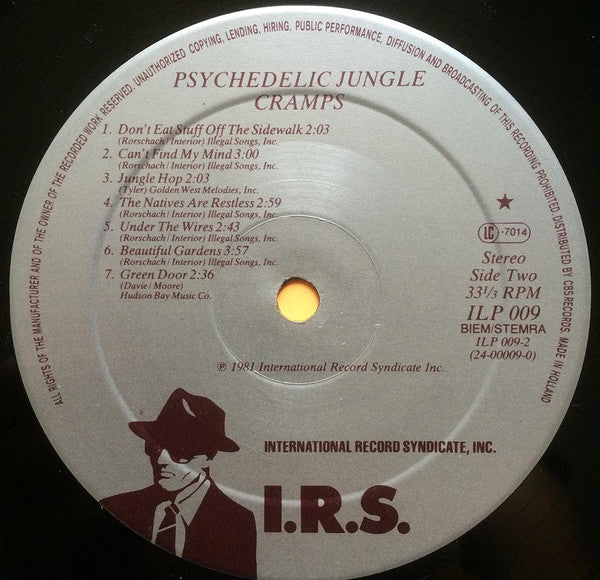 ALL RIGHTS OF THE MANUFACTURER AND OF THE OWNER OF THE RECORDED WORK RESERVED. UNAUTHORIZED COPYING, LENDING, HIRING, PUBLIC PERFORMANCE, DIFFUSION AND BROADCASTING OF THIS RECORDING PROHIBITED. DISTRIBUTED BY CBS RECORDS. MADE IN HOLLAND
PSYCHEDELIC JUNGLE
CRAMPS
1. Don't Eat Stuff Off The Sidewalk 2:03
(Rorschach / Interior) Illegal Songs, Inc.
2. Can't Find My Mind 3:00
(Rorschach / Interior) Illegal Songs, Inc.
3. Jungle Hop 2:03
(Tyler) Golden West Melodies, Inc.
4. The Natives Are Restless 2:59
(Rorschach / Interior) Illegal Songs, Inc.
5. Under The Wires 2:43
(Rorschach / Interior) Illegal Songs, Inc.
6. Beautiful Gardens 3:57
(Rorschach / Interior) Illegal Songs, Inc.
7. Green Door 2:36
(Davie / Moore)
Hudson Bay Music Co.
LC -7014
Stereo
Side Two
33 1/3 RPM
ILP 009
BIEM/STEMRA
ILP 009-2
(24-00009-0)
℗ 1981 International Record Syndicate Inc.
INTERNATIONAL RECORD SYNDICATE, INC.
I.R.S.